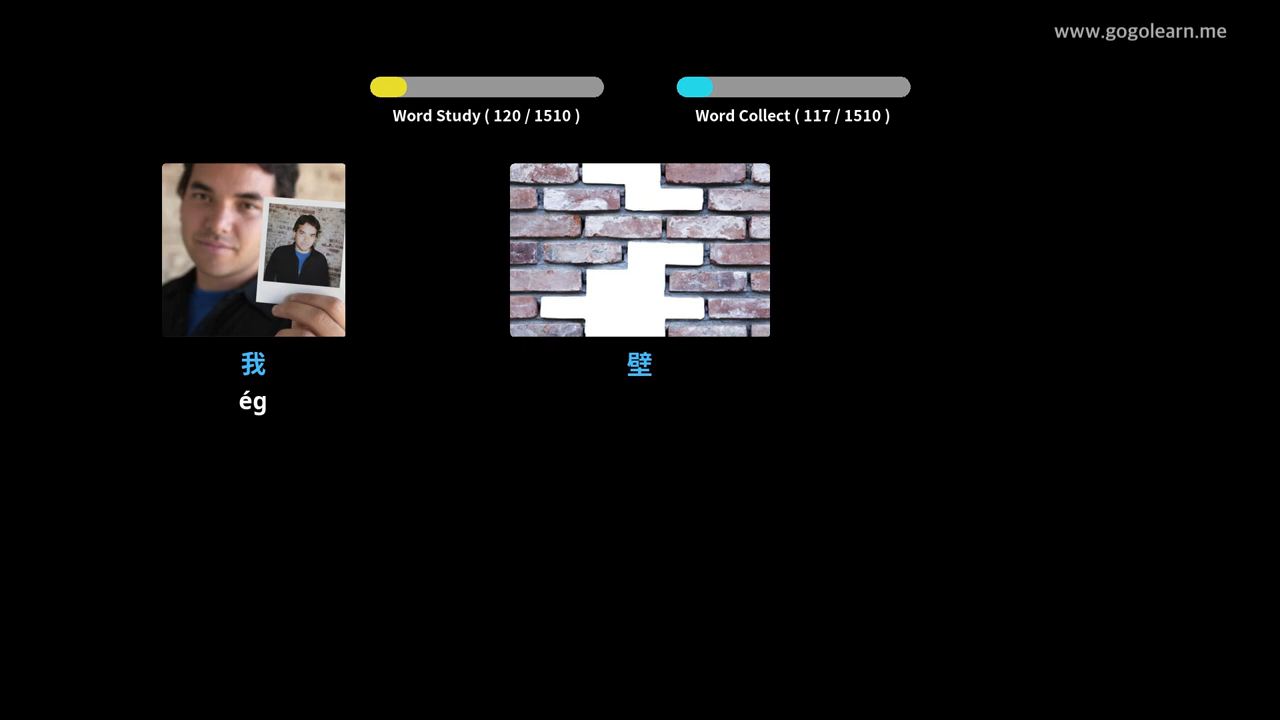 www.gogolearn.me
Word Study ( 120 / 1510 )
Word Collect ( 117 / 1510 )
我
ég
壁